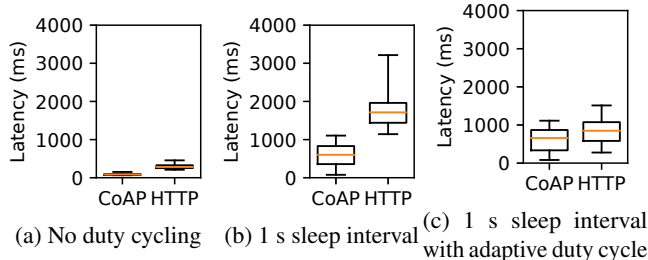 4000
3000
2000
1000
0
Latency (ms)
CoAP HTTP
(a) No duty cycling
4000
3000
2000
1000
0
Latency (ms)
CoAP HTTP
(b) 1 s sleep interval
4000
3000
2000
1000
0
Latency (ms)
CoAP HTTP
(c) 1 s sleep interval
with adaptive duty cycle